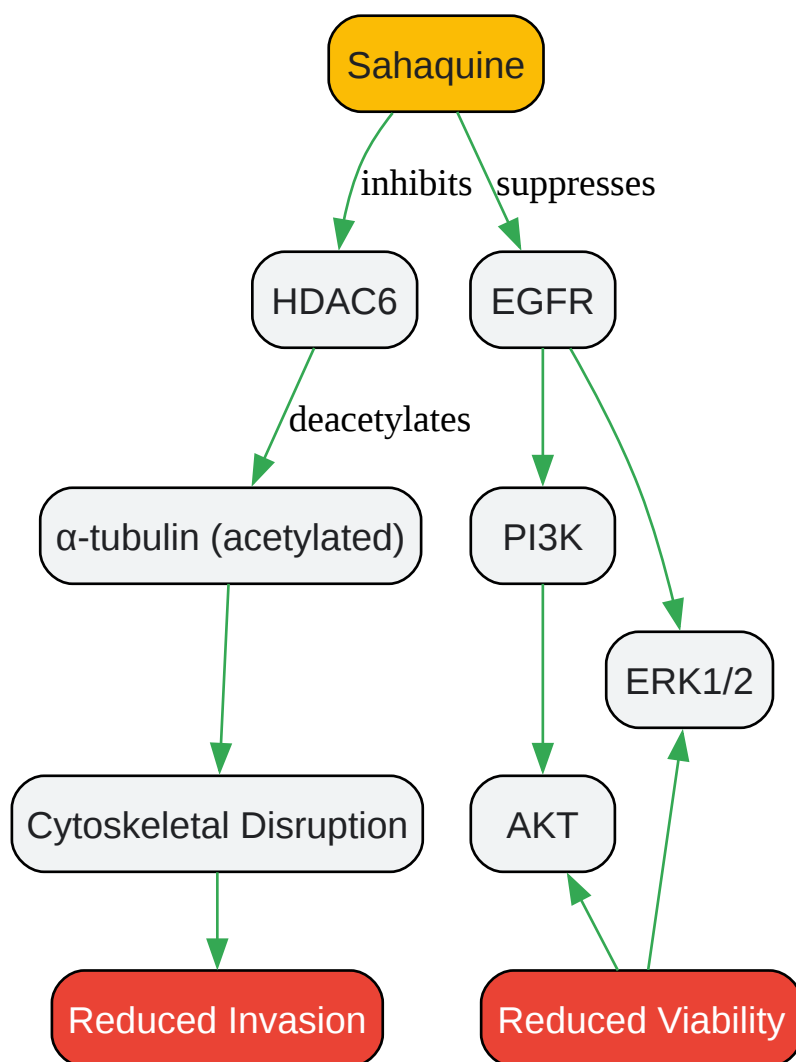 Sahaquine
inhibits
suppresses
HDAC6
EGFR
deacetylates
α-tubulin (acetylated)
PI3K
ERK1/2
Cytoskeletal Disruption
AKT
Reduced Invasion
Reduced Viability